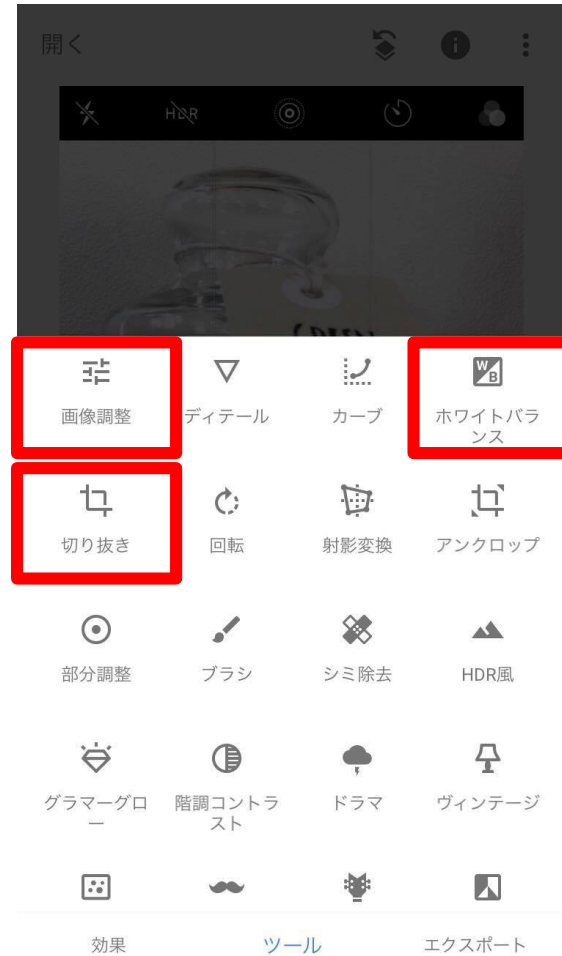 開く
HDR
画像調整
ディテール
カーブ
ホワイトバラ
ンス
切り抜き
回転
射影変換
アンクロップ
部分調整
ブラシ
シミ除去
HDR風
グラマーグロ
ー
階調コントラ
スト
ドラマ
ヴィンテージ
効果
ツール
エクスポート